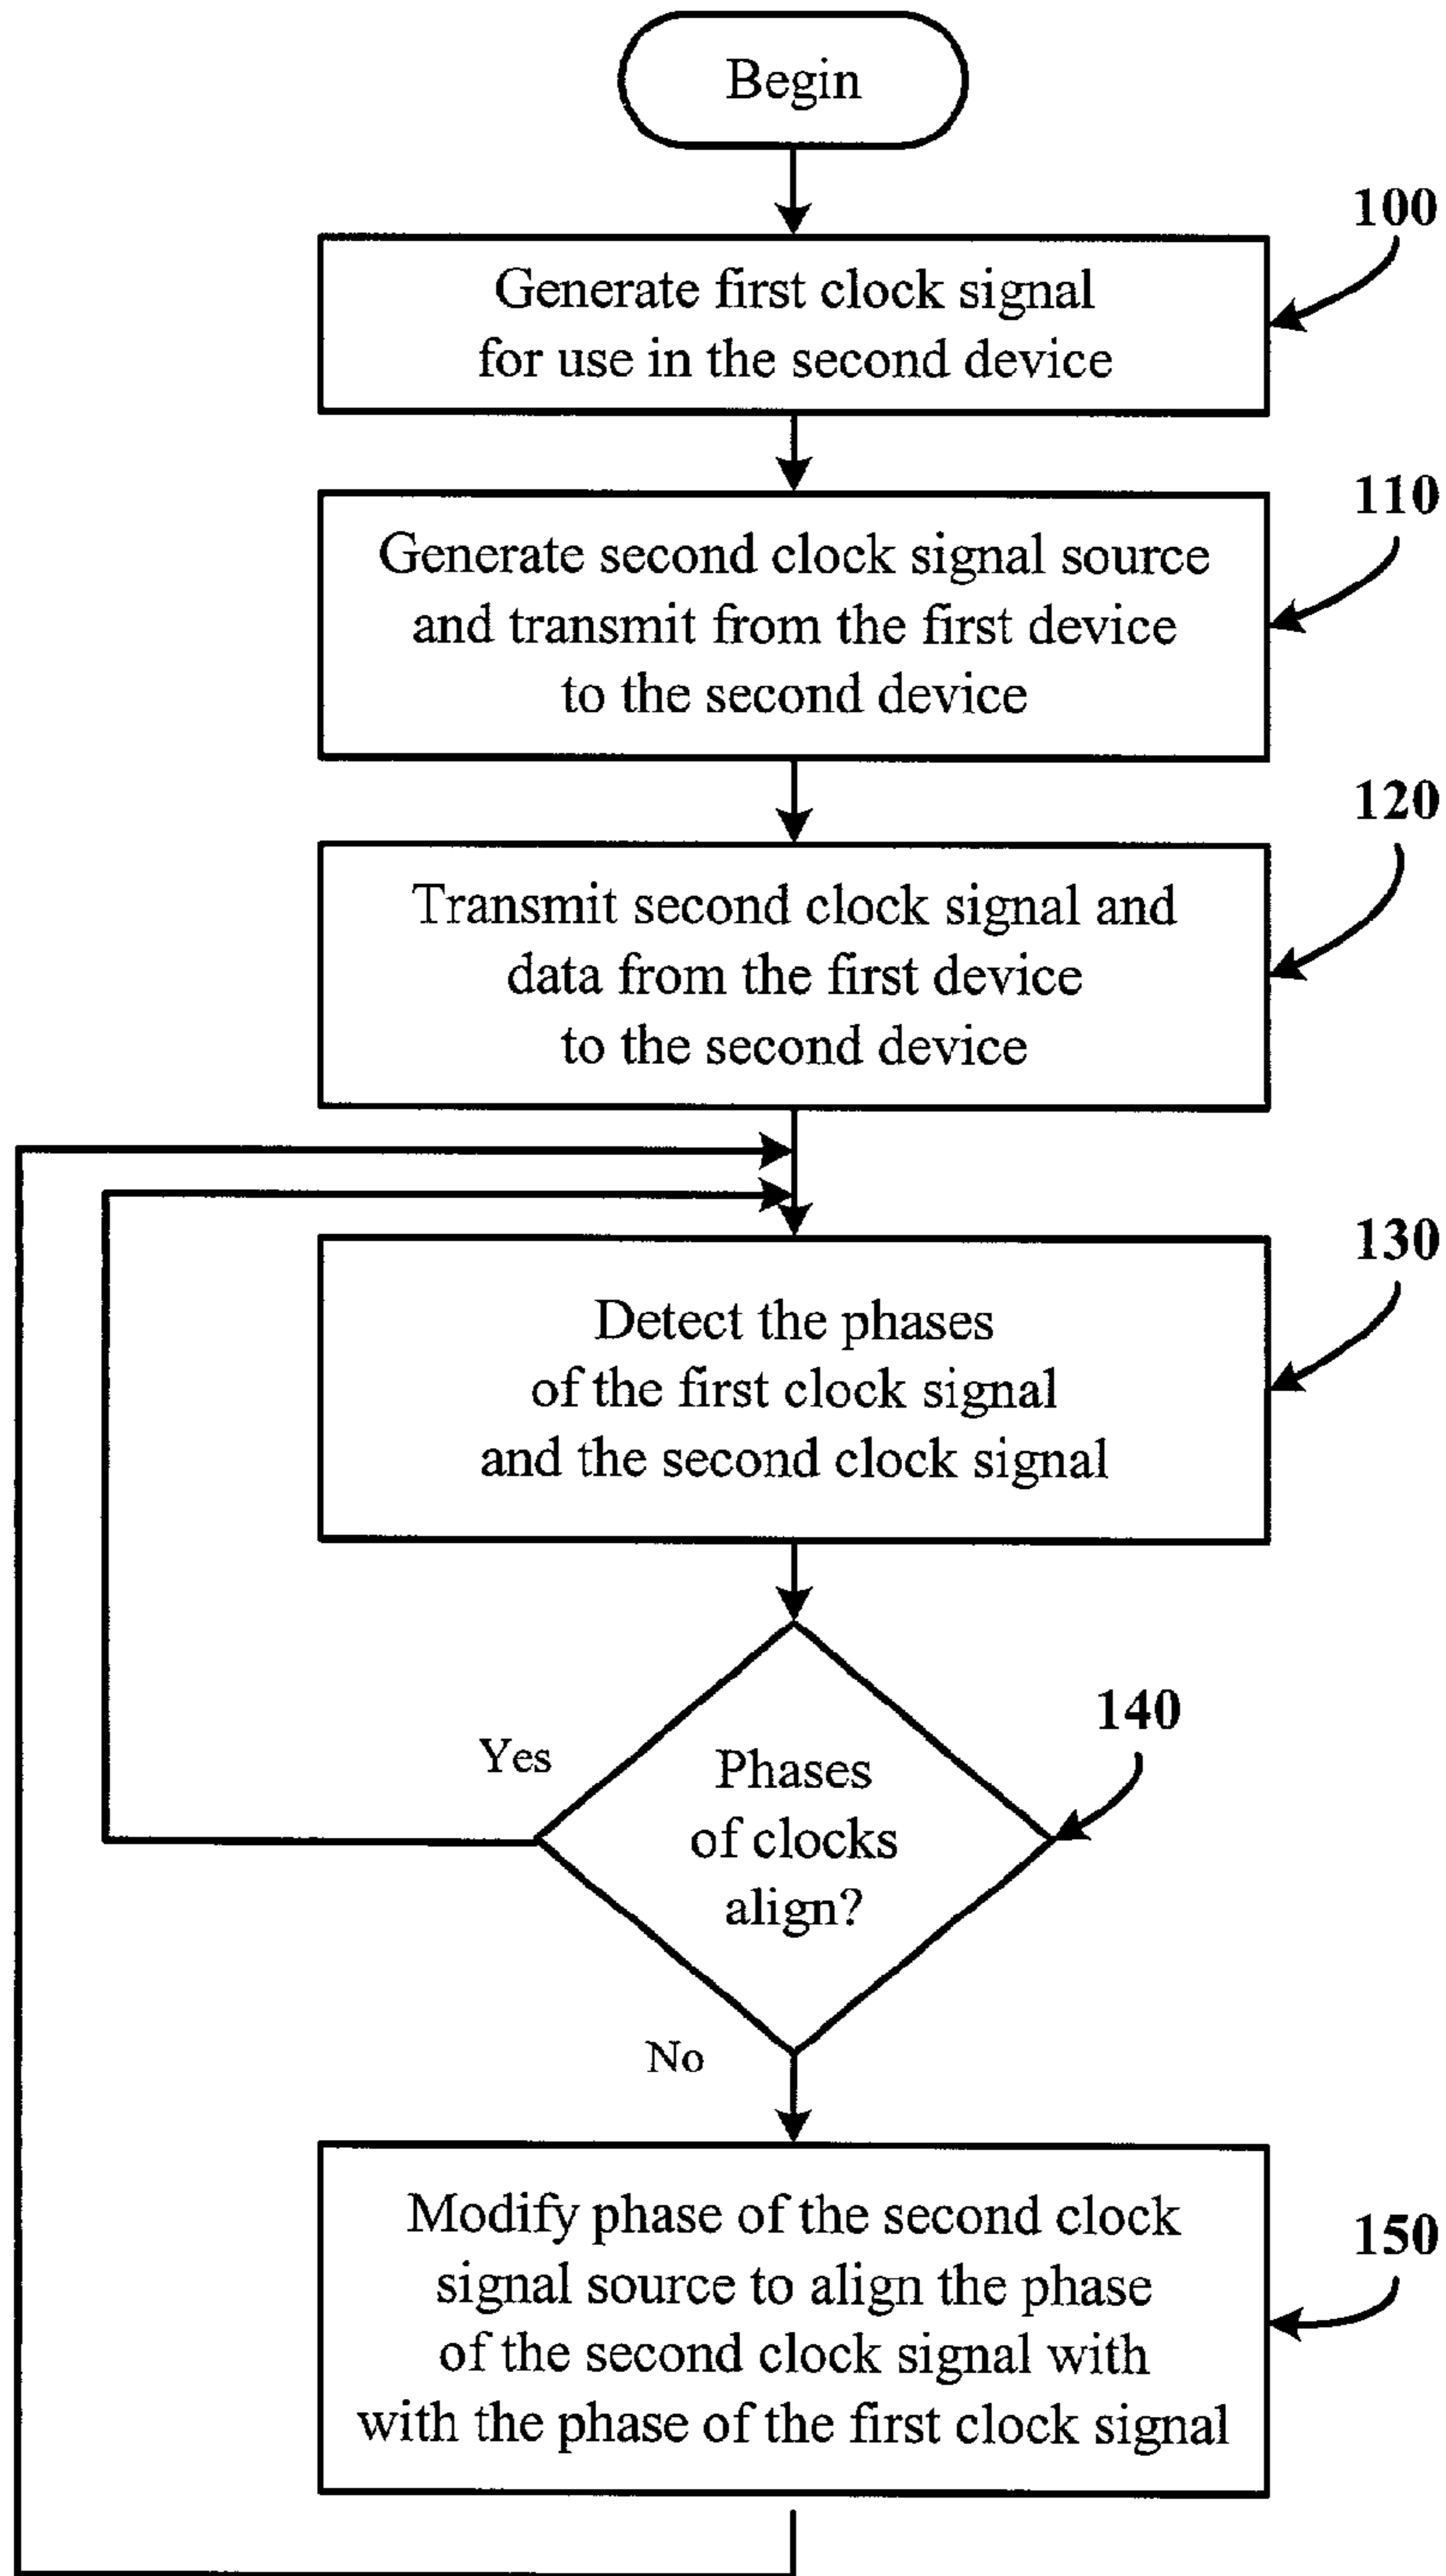 Begin
100
Generate first clock signal
for use in the second device
110
Generate second clock signal source
and transmit from the first device
to the second device
120
Transmit second clock signal and
data from the first device
to the second device
130
Detect the phases
of the first clock signal
and the second clock signal
140
Yes
Phases
of clocks
align?
No
150
Modify phase of the second clock
signal source to align the phase
of the second clock signal with
with the phase of the first clock signal